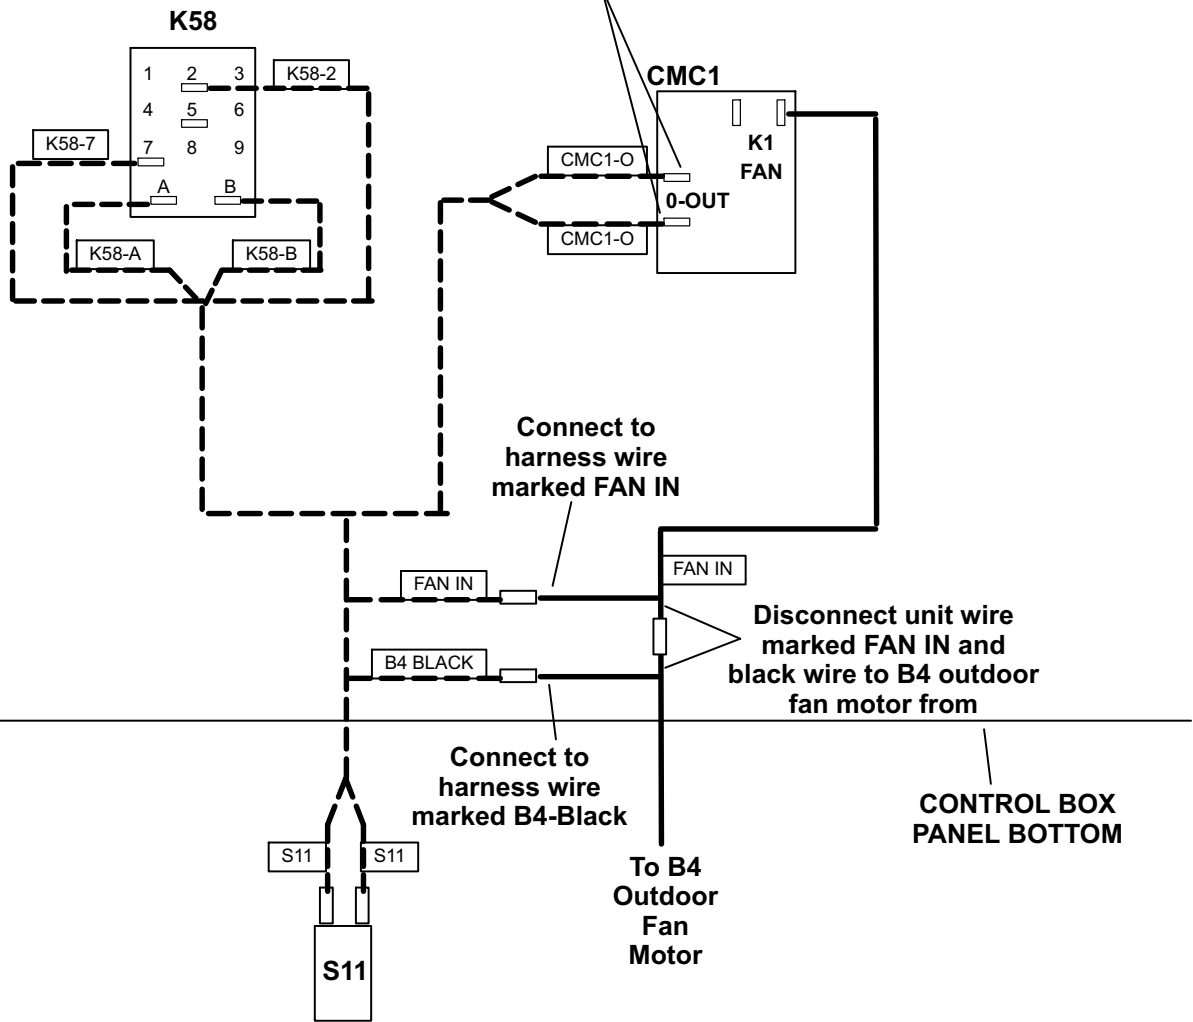 K58
1 2 3
K58-2
4 5 6
K58-7
7 8 9
A B
K58-A
K58-B
CMC1
K1
FAN
CMC1-O
0-OUT
CMC1-O
Connect to
harness wire
marked FAN IN
FAN IN
FAN IN
Disconnect unit wire
marked FAN IN and
black wire to B4 outdoor
fan motor from
B4 BLACK
Connect to
harness wire
marked B4-Black
CONTROL BOX
PANEL BOTTOM
S11
S11
To B4
Outdoor
Fan
Motor
S11